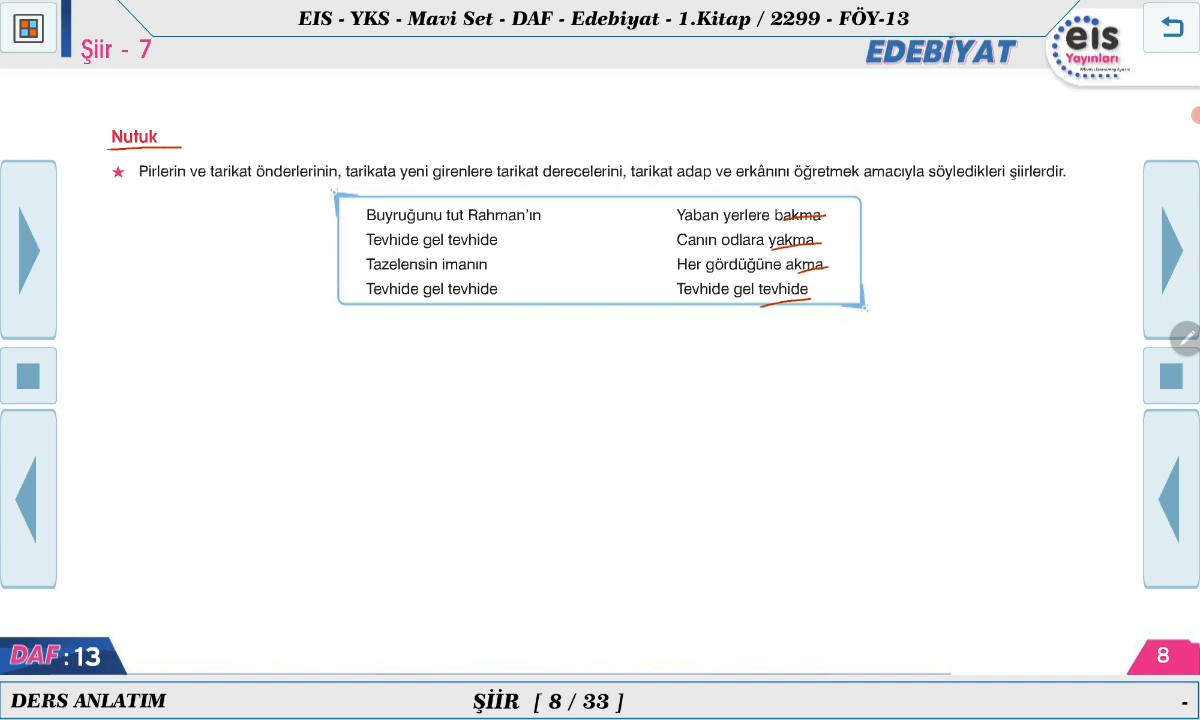 EIS - YKS - Mavi Set - DAF - Edebiyat - 1.Kitap / 2299 - FÖY-13
Şiir - 7
EDEBİYAT
eis
Yayınları
Nutuk
★ Pirlerin ve tarikat önderlerinin, tarikata yeni girenlere tarikat derecelerini, tarikat adap ve erkânını öğretmek amacıyla söyledikleri şiirlerdir.
Buyruğunu tut Rahman’ın
Tevhide gel tevhide
Tazelensin imanın
Tevhide gel tevhide
Yaban yerlere bakma
Canın odlara yakma
Her gördüğüne akma
Tevhide gel tevhide
DAF : 13
8
DERS ANLATIM
ŞİİR [ 8 / 33 ]
-